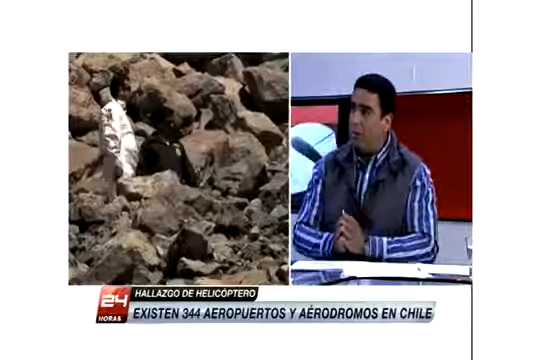 HALLAZGO DE HELICÓPTERO
24 HORAS
EXISTEN 344 AEROPUERTOS Y AÉRODROMOS EN CHILE